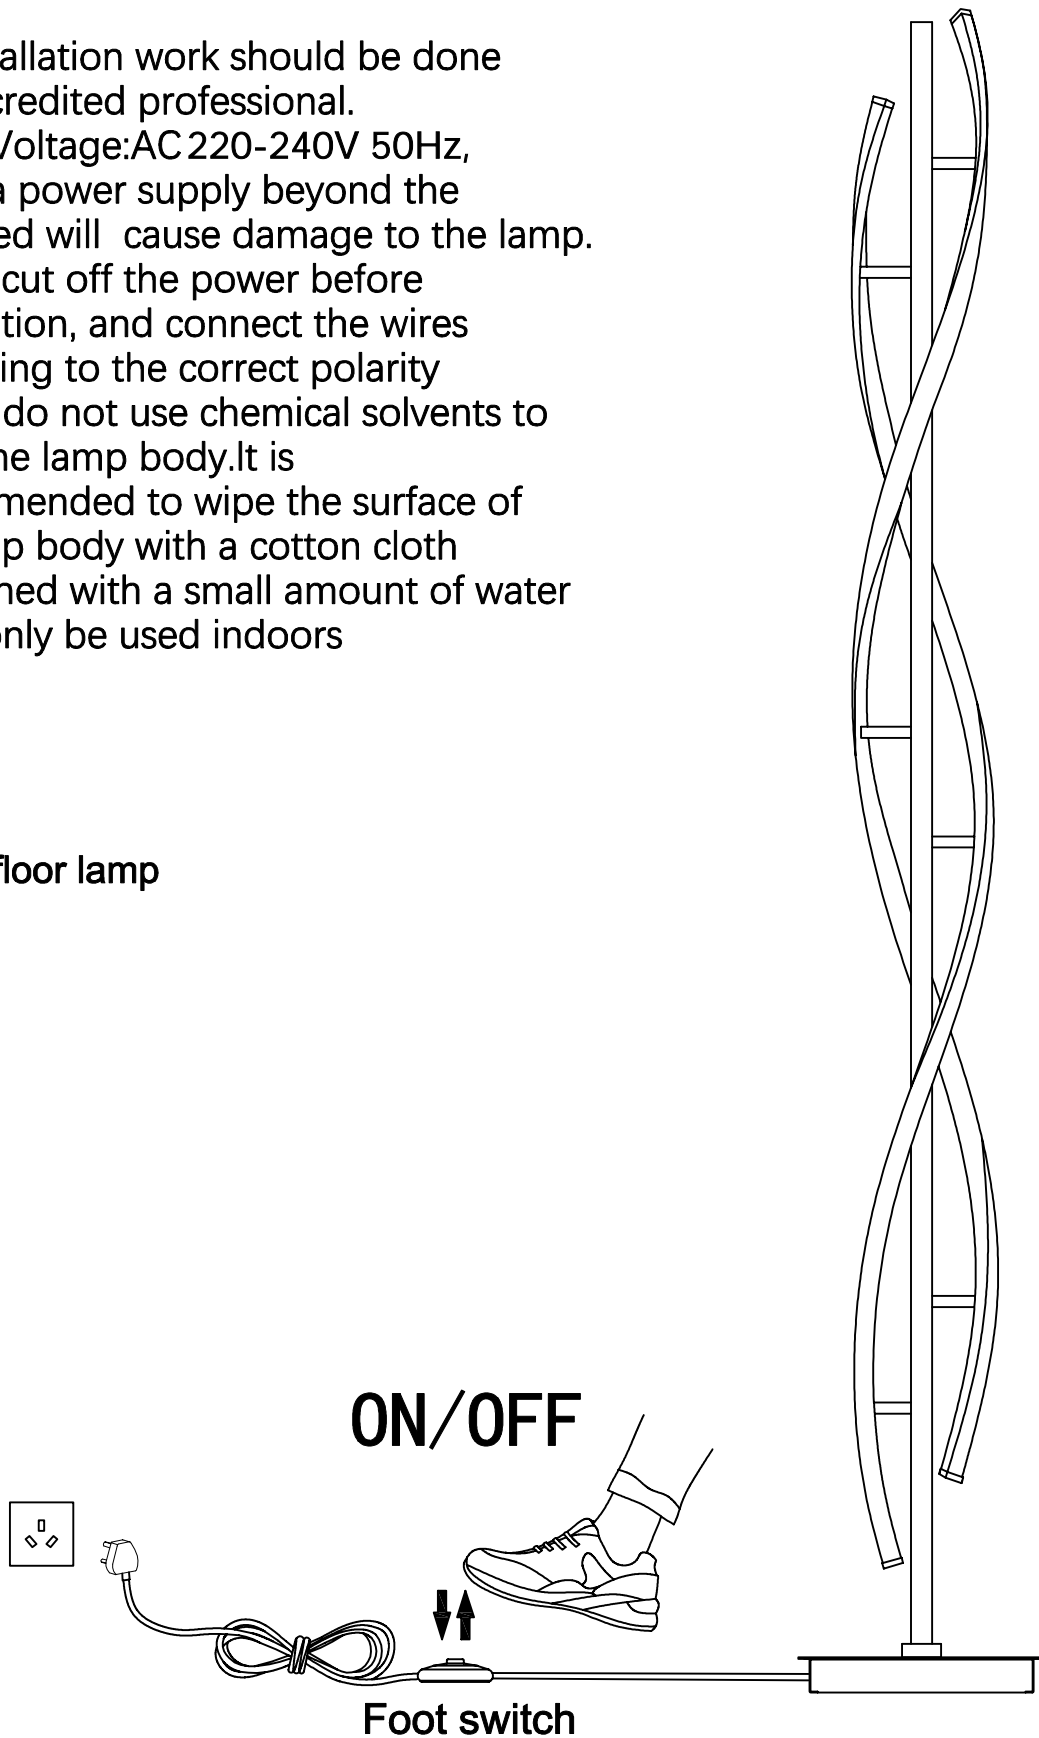 allation work should be done
credited professional.
Voltage:AC 220-240V 50Hz,
a power supply beyond the
ed will cause damage to the lamp.
cut off the power before
tion, and connect the wires
ing to the correct polarity
do not use chemical solvents to
he lamp body.It is
mended to wipe the surface of
p body with a cotton cloth
ned with a small amount of water
only be used indoors
floor lamp
ON/OFF
Foot switch